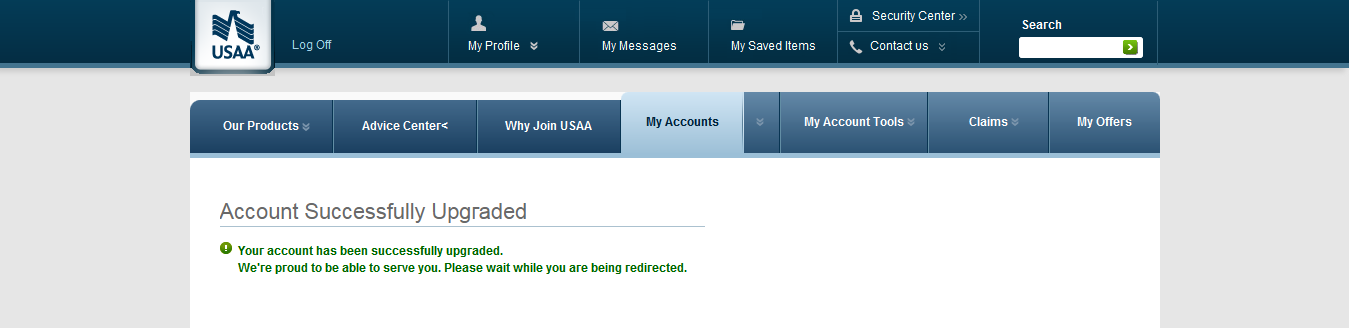 USAA®
Log Off
My Profile
My Messages
My Saved Items
Security Center
Contact us
Search
Our Products
Advice Center<
Why Join USAA
My Accounts
My Account Tools
Claims
My Offers
Account Successfully Upgraded
Your account has been successfully upgraded.
We're proud to be able to serve you. Please wait while you are being redirected.